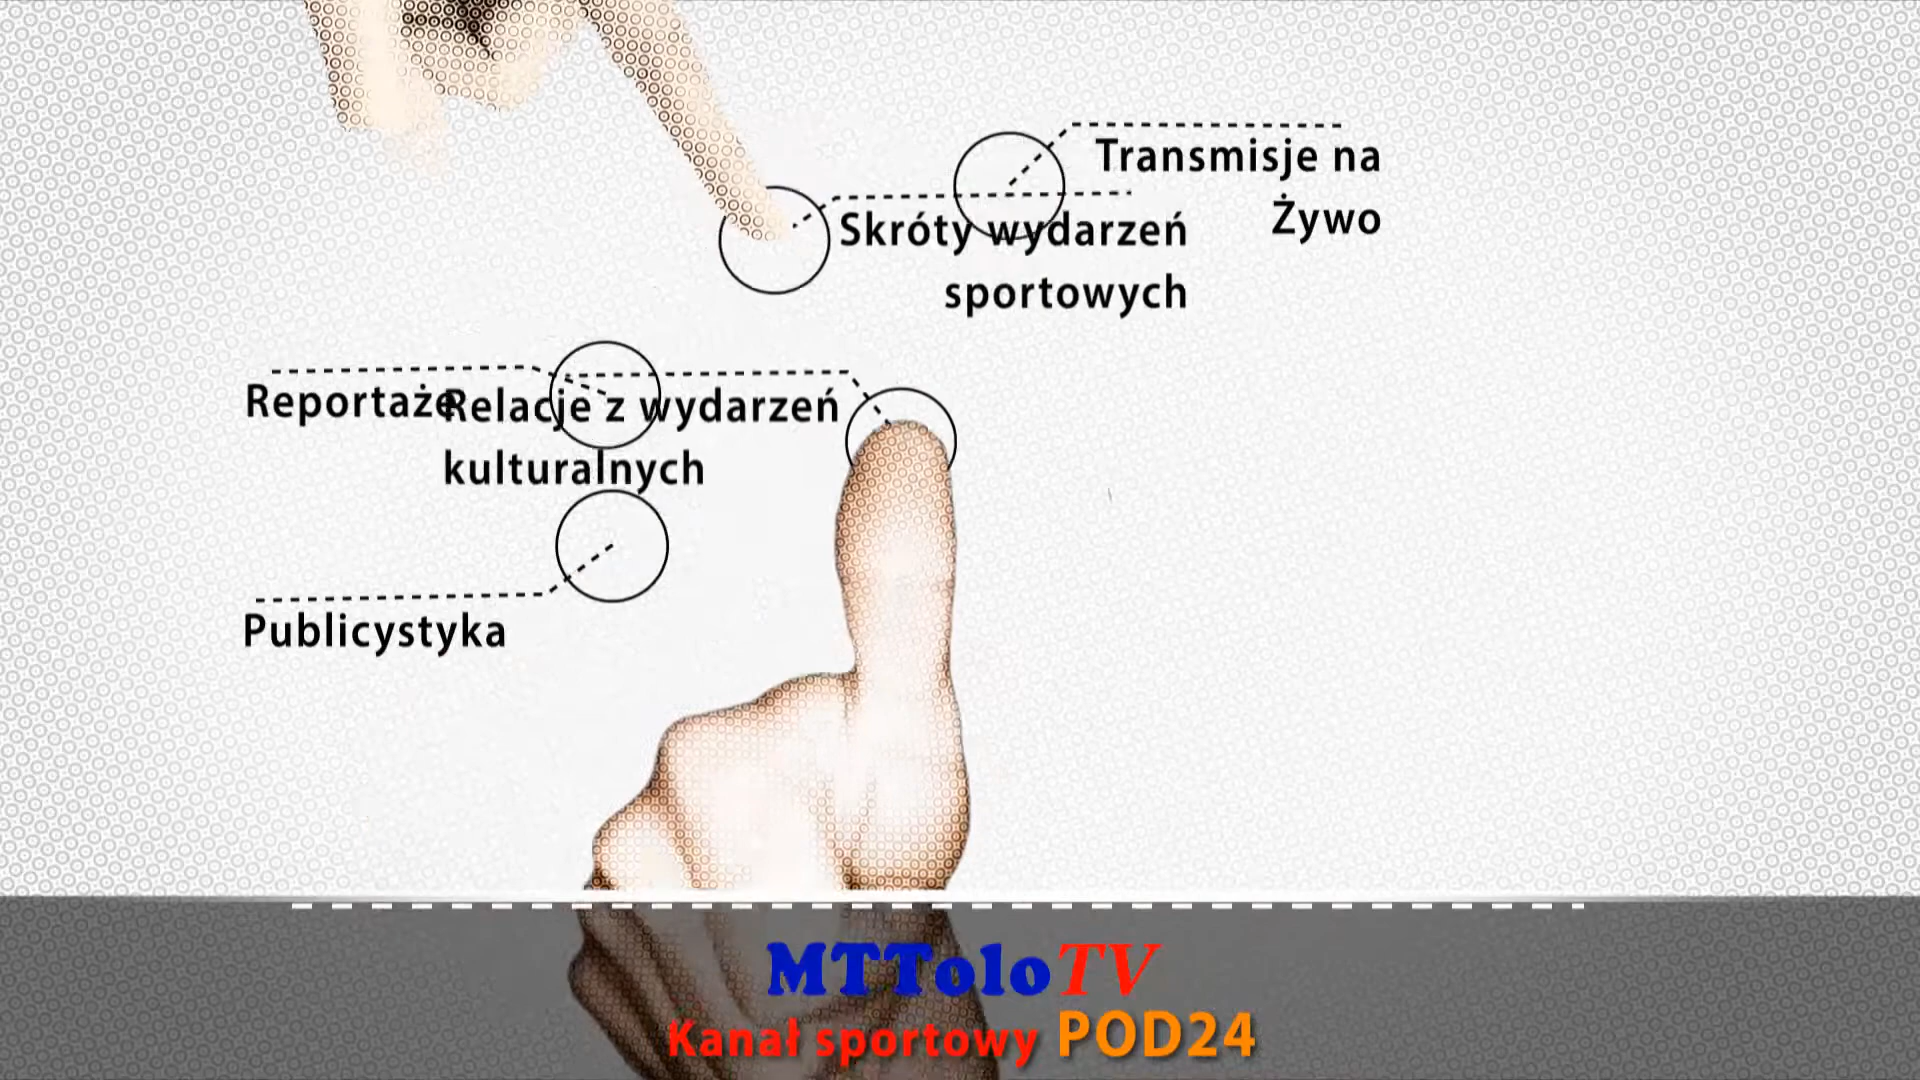 Transmisje na
Żywo
Skróty wydarzeń
sportowych
Reportaże
Relacje z wydarzeń
kulturalnych
Publicystyka
MTToloTV
Kanał sportowy POD24